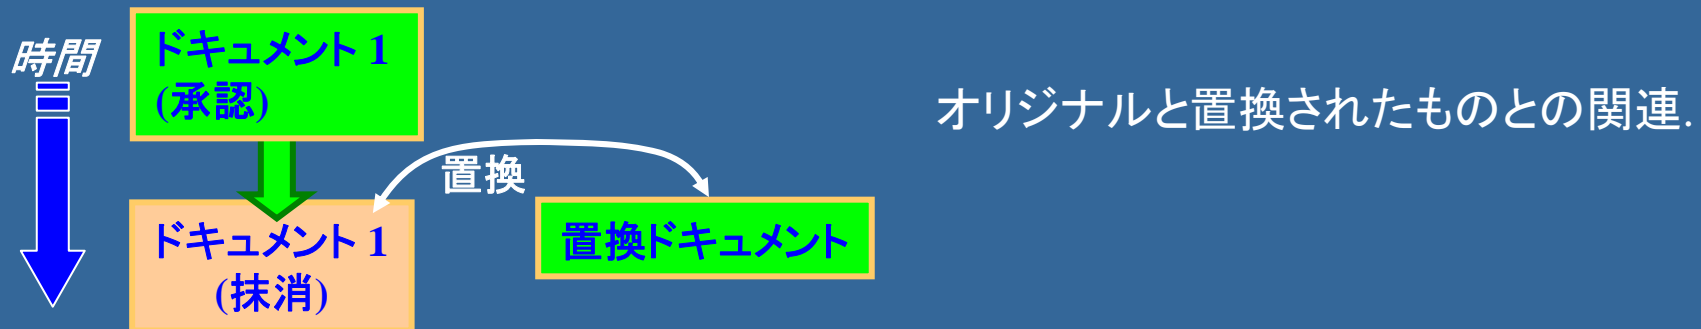 時間
ドキュメント 1
(承認)
オリジナルと置換されたものとの関連.
置換
ドキュメント 1
(抹消)
置換ドキュメント